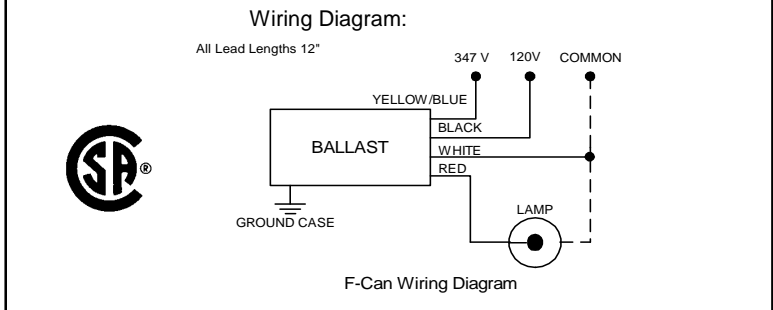 Wiring Diagram:
All Lead Lengths 12"
347 V 120V COMMON
YELLOW/BLUE
BLACK
BALLAST
WHITE
RED
SA ®
GROUND CASE
LAMP
F-Can Wiring Diagram